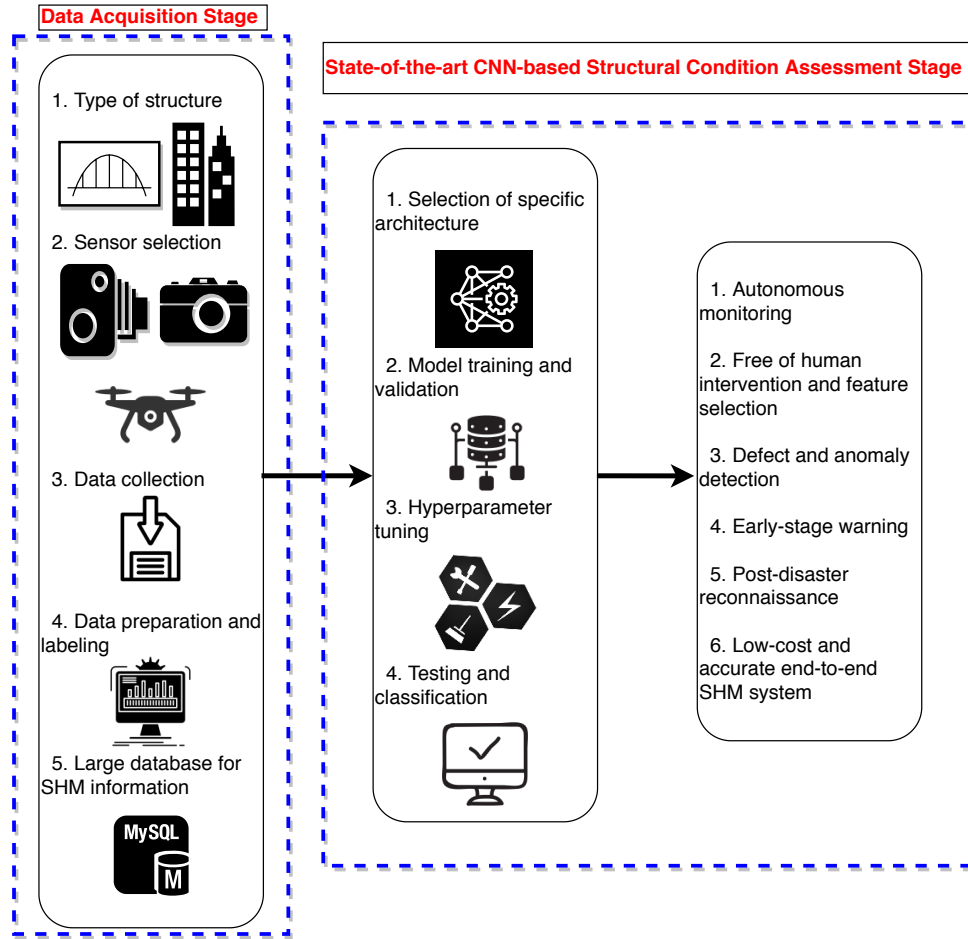 Data Acquisition Stage
1. Type of structure
2. Sensor selection
3. Data collection
4. Data preparation and
labeling
5. Large database for
SHM information
MySQL
M
State-of-the-art CNN-based Structural Condition Assessment Stage
1. Selection of specific
architecture
2. Model training and
validation
3. Hyperparameter
tuning
4. Testing and
classification
1. Autonomous
monitoring
2. Free of human
intervention and feature
selection
3. Defect and anomaly
detection
4. Early-stage warning
5. Post-disaster
reconnaissance
6. Low-cost and
accurate end-to-end
SHM system